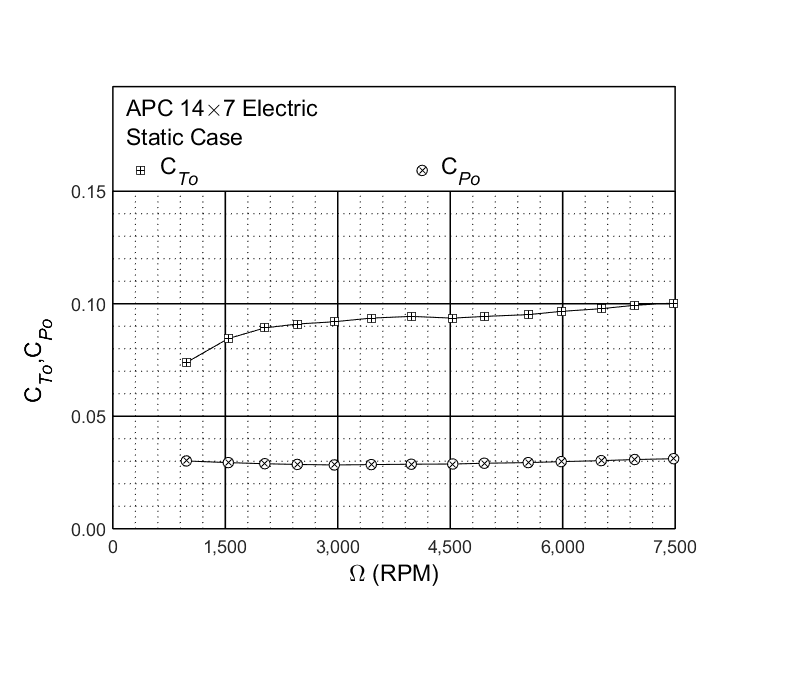 APC 14×7 Electric
Static Case
C_To C_Po
0.15
0.10
0.05
0.00
C_To, C_Po
0 1,500 3,000 4,500 6,000 7,500
Ω (RPM)